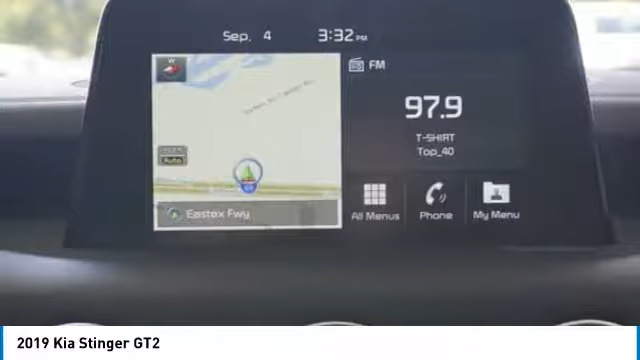 Sep. 4 3:32 PM
W
FM
97.9
T-SHIRT
Top_40
Auto
Eastex Fwy
All Menus Phone My Menu
2019 Kia Stinger GT2